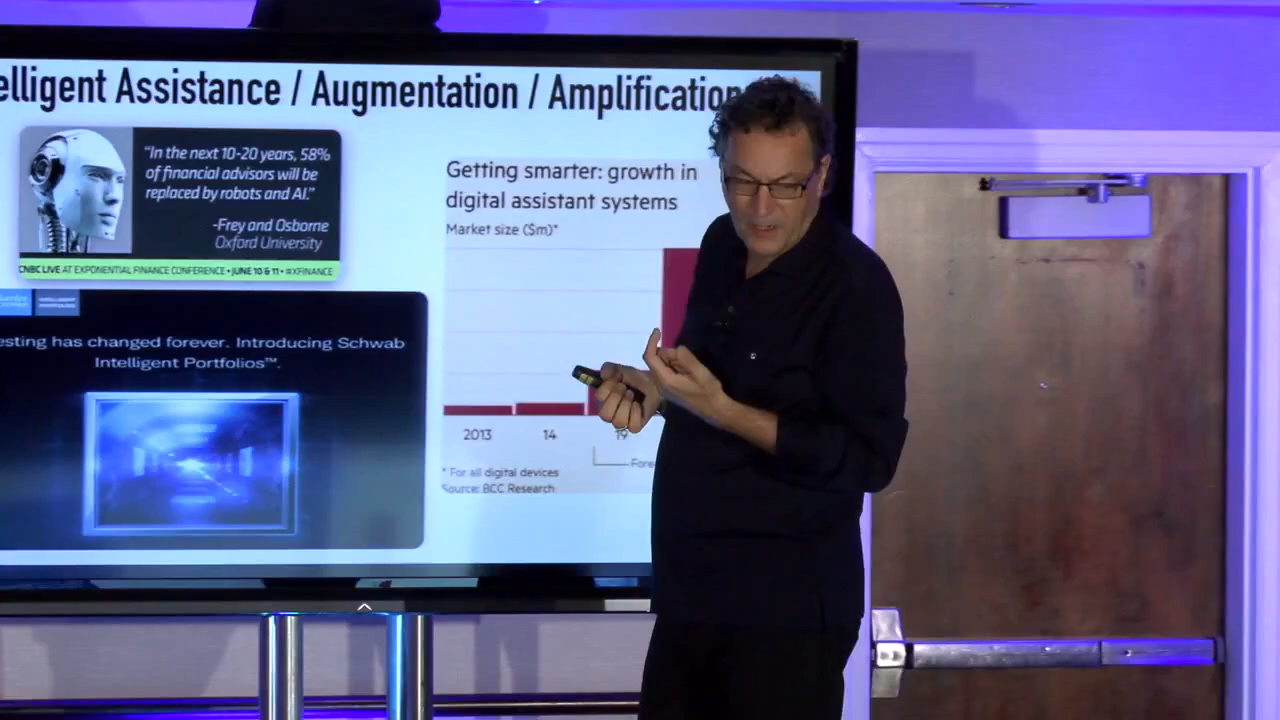 elligent Assistance / Augmentation / Amplification
"In the next 10-20 years, 58%
of financial advisors will be
replaced by robots and AI."
-Frey and Osborne
Oxford University
CNBC LIVE AT EXPONENTIAL FINANCE CONFERENCE • JUNE 10 & 11 • #XFINANCE
esting has changed forever. Introducing Schwab
Intelligent Portfolios™.
Getting smarter: growth in
digital assistant systems
Market size ($m)*
2013 14 19
Fore
* For all digital devices
Source: BCC Research